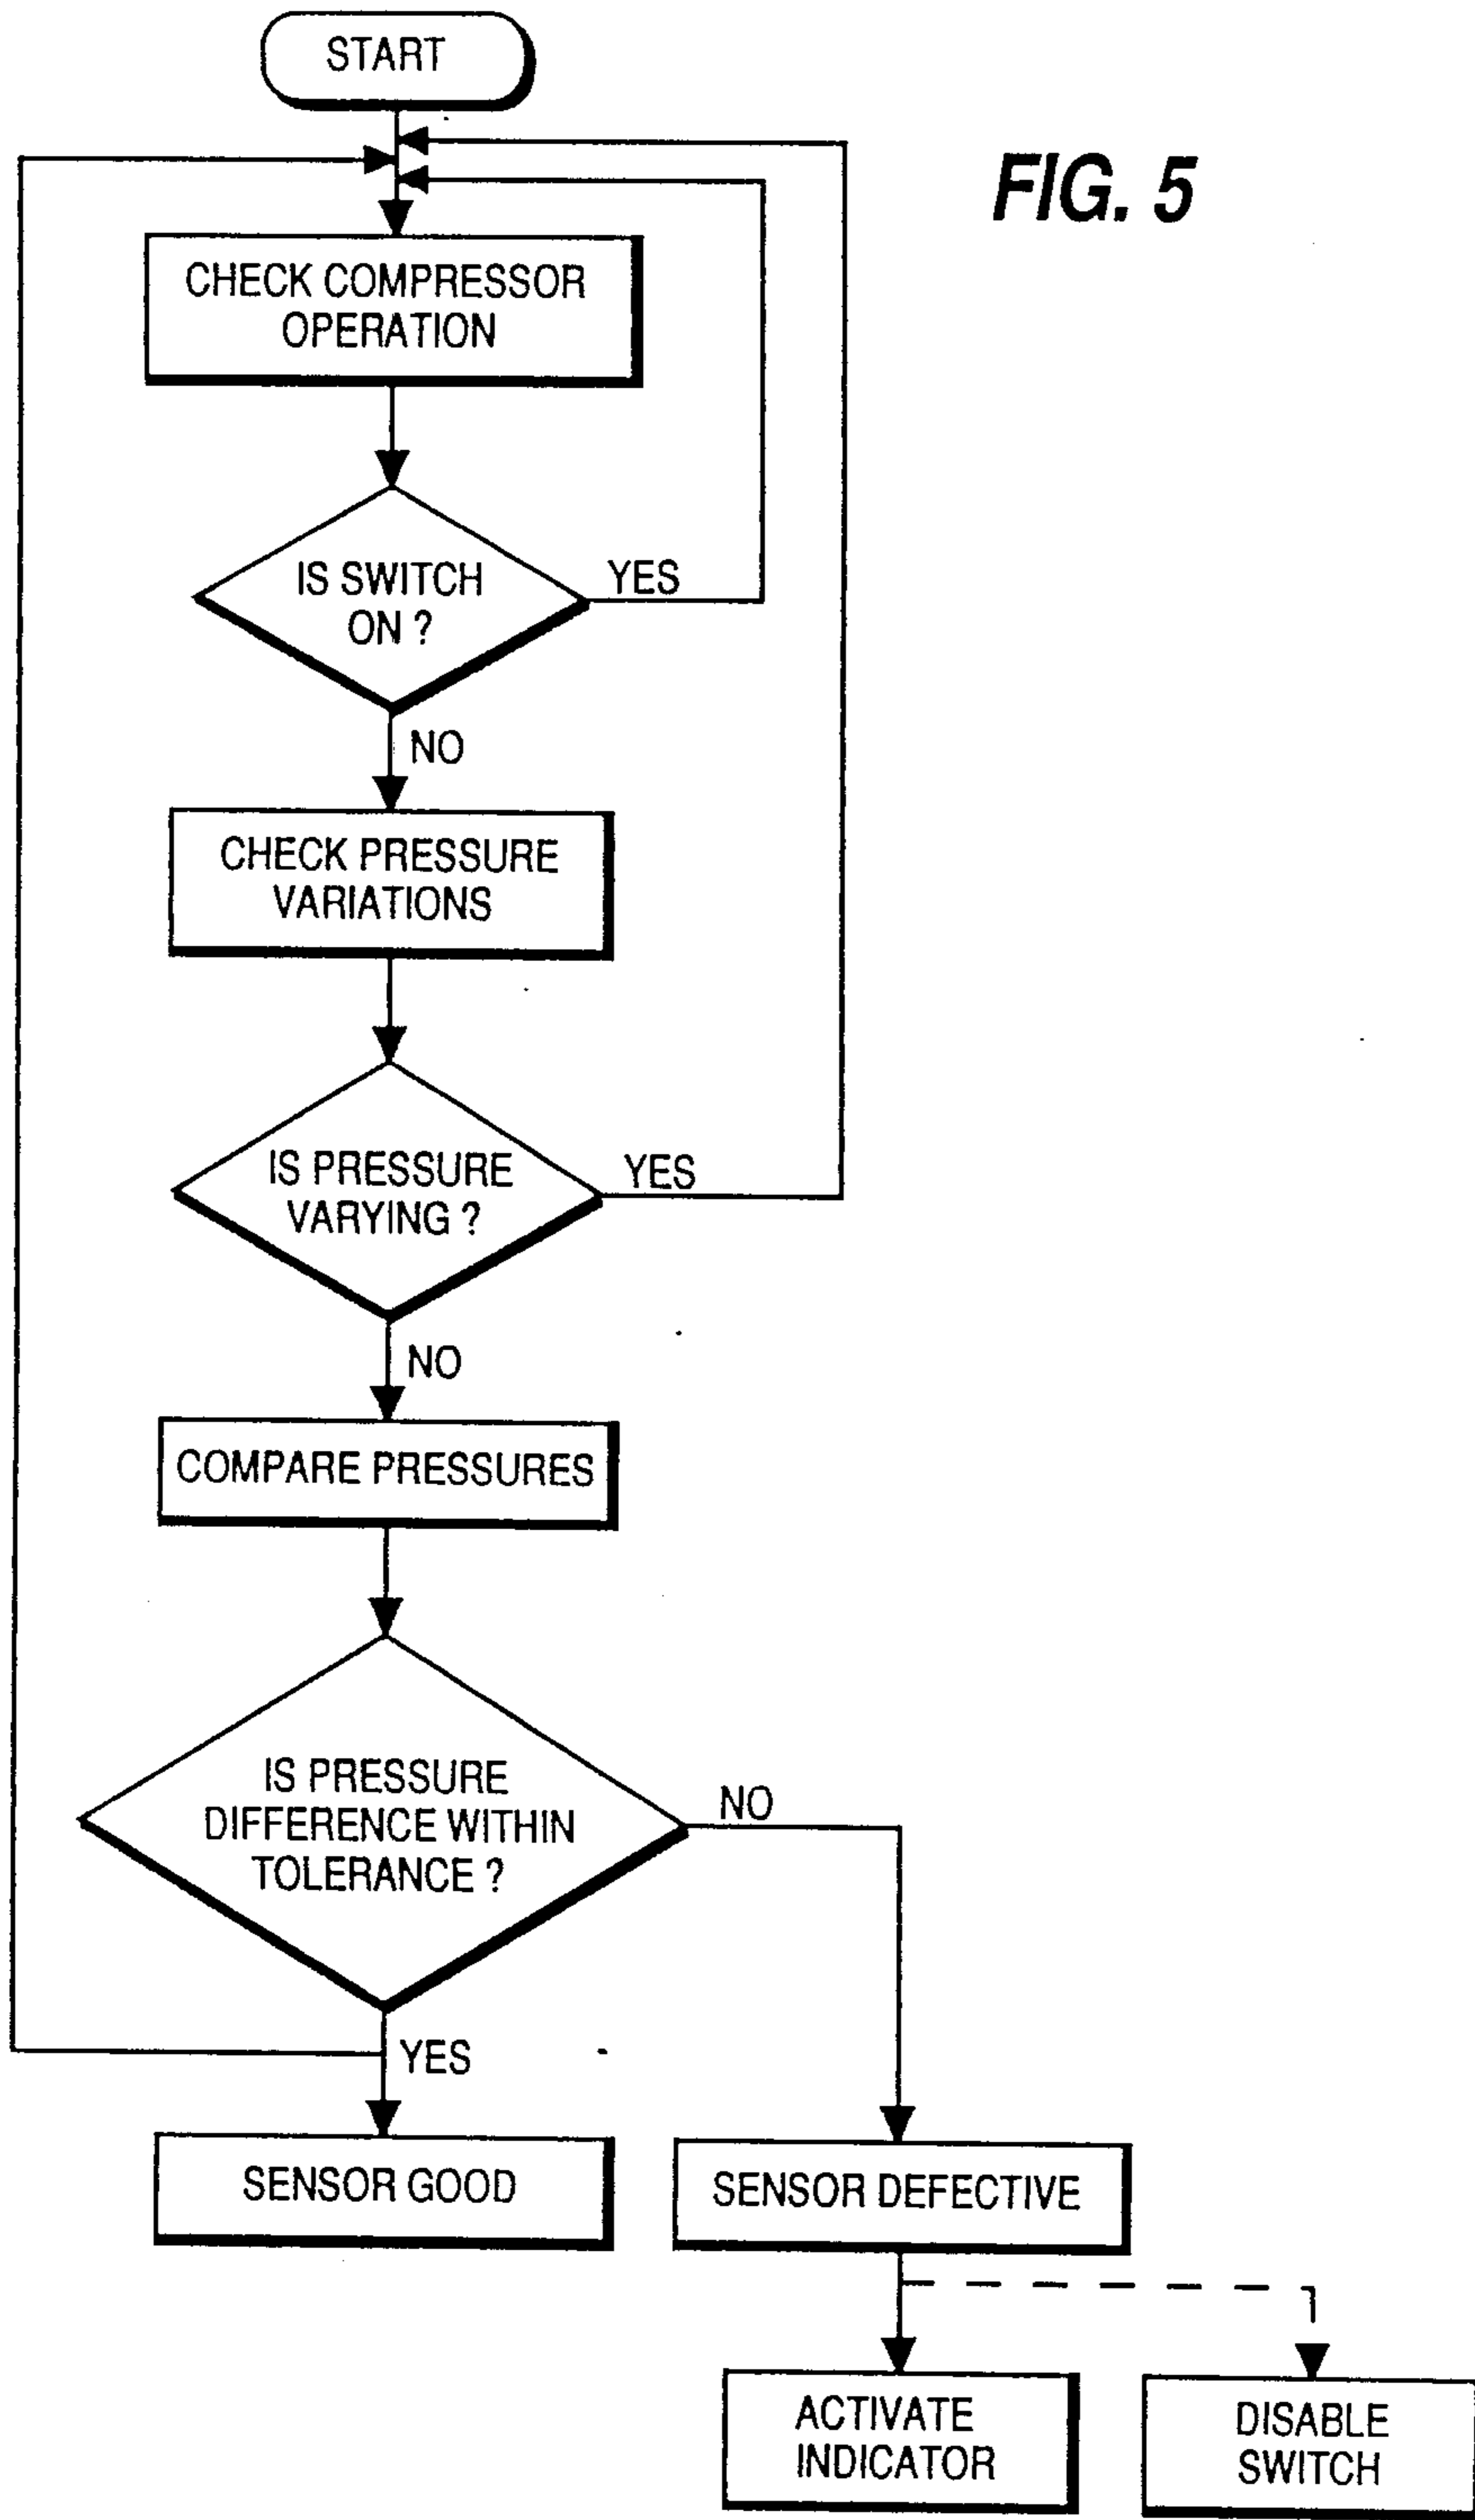 START
FIG. 5
CHECK COMPRESSOR
OPERATION
IS SWITCH
ON ?
YES
NO
CHECK PRESSURE
VARIATIONS
IS PRESSURE
VARYING ?
YES
NO
COMPARE PRESSURES
IS PRESSURE
DIFFERENCE WITHIN
TOLERANCE ?
NO
YES
SENSOR GOOD
SENSOR DEFECTIVE
ACTIVATE
INDICATOR
DISABLE
SWITCH